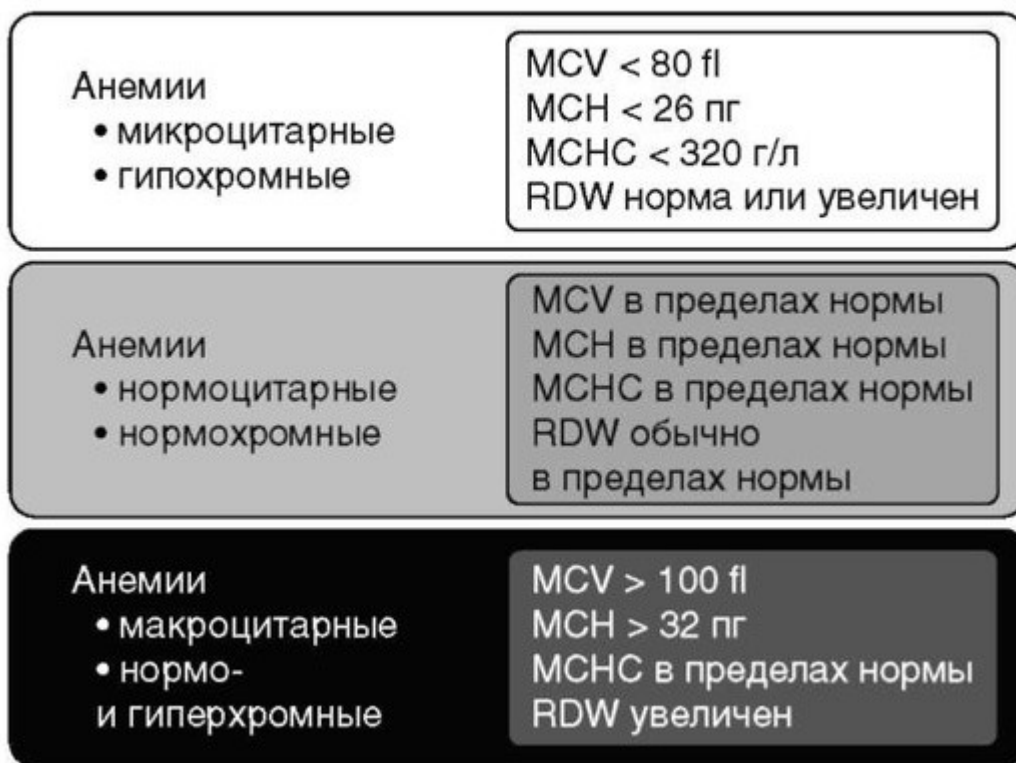 Анемии
• микроцитарные
• гипохромные
MCV < 80 fl
MCH < 26 пг
MCHC < 320 г/л
RDW норма или увеличен
Анемии
• нормоцитарные
• нормохромные
MCV в пределах нормы
MCH в пределах нормы
MCHC в пределах нормы
RDW обычно
в пределах нормы
Анемии
• макроцитарные
• нормо-
и гиперхромные
MCV > 100 fl
MCH > 32 пг
MCHC в пределах нормы
RDW увеличен